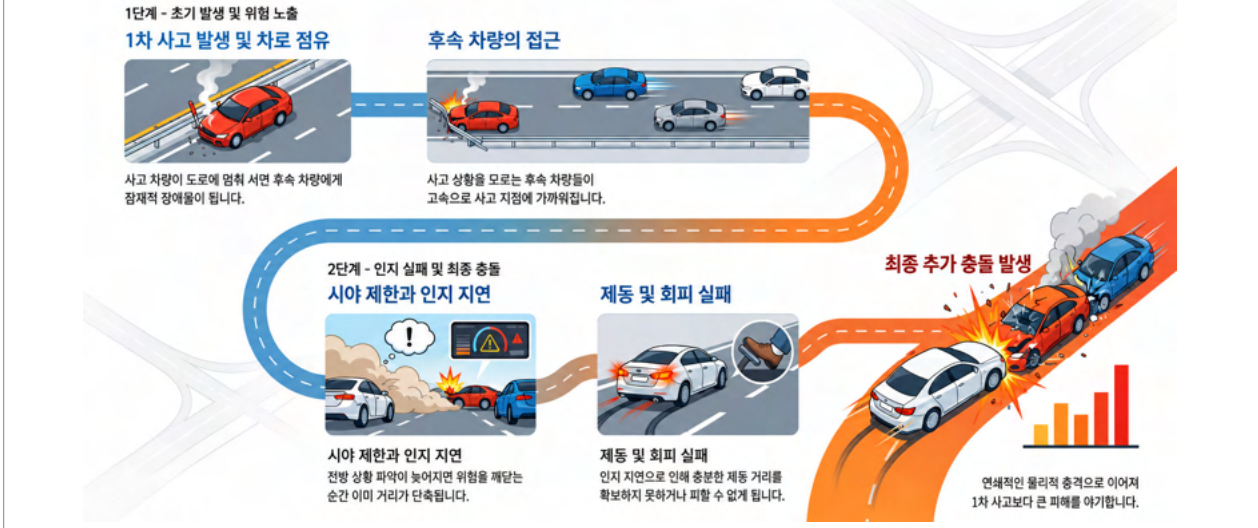 1단계 - 초기 발생 및 위험 노출
1차 사고 발생 및 차로 점유
사고 차량이 도로에 멈춰 서면 후속 차량에게
잠재적 장애물이 됩니다.
후속 차량의 접근
사고 상황을 모르는 후속 차량들이
고속으로 사고 지점에 가까워집니다.
2단계 - 인지 실패 및 최종 충돌
시야 제한과 인지 지연
!
시야 제한과 인지 지연
전방 상황 파악이 늦어지면 위험을 깨닫는
순간 이미 거리가 단축됩니다.
제동 및 회피 실패
제동 및 회피 실패
인지 지연으로 인해 충분한 제동 거리를
확보하지 못하거나 피할 수 없게 됩니다.
최종 추가 충돌 발생
연쇄적인 물리적 충격으로 이어져
1차 사고보다 큰 피해를 야기합니다.